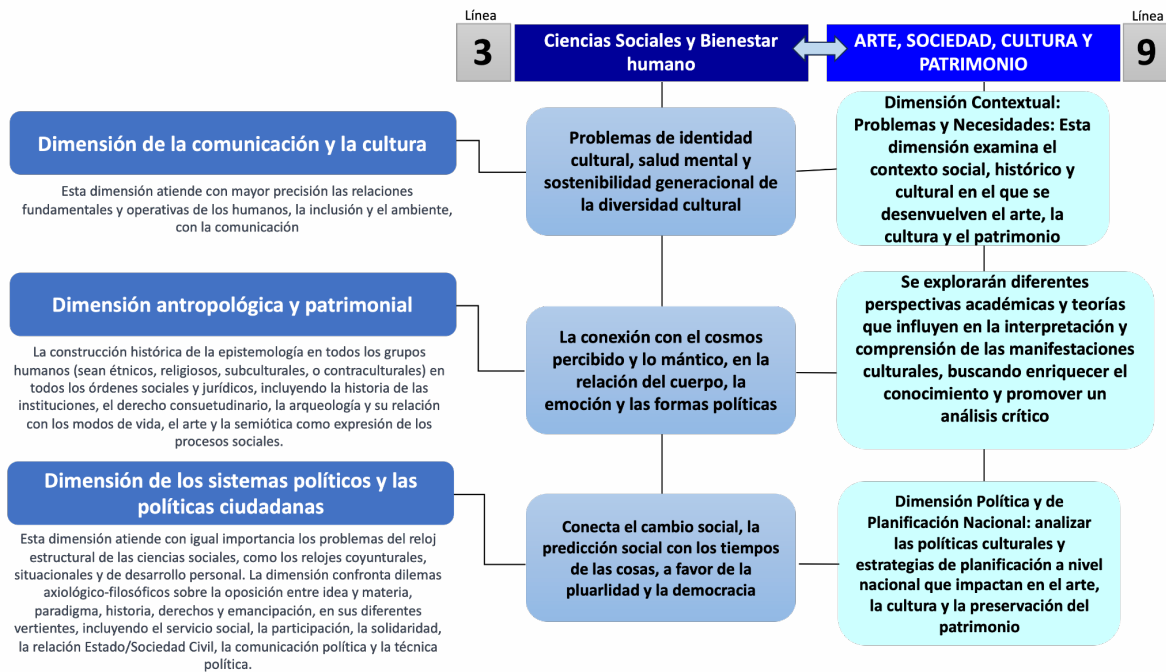 Línea
3
Ciencias Sociales y Bienestar
humano
ARTE, SOCIEDAD, CULTURA Y
PATRIMONIO
Línea
9
Dimensión de la comunicación y la cultura
Esta dimensión atiende con mayor precisión las relaciones
fundamentales y operativas de los humanos, la inclusión y el ambiente,
con la comunicación
Problemas de identidad
cultural, salud mental y
sostenibilidad generacional de
la diversidad cultural
Dimensión Contextual:
Problemas y Necesidades: Esta
dimensión examina el
contexto social, histórico y
cultural en el que se
desenvuelven el arte, la
cultura y el patrimonio
Dimensión antropológica y patrimonial
La construcción histórica de la epistemología en todos los grupos
humanos (sean étnicos, religiosos, subculturales, o contraculturales) en
todos los órdenes sociales y jurídicos, incluyendo la historia de las
instituciones, el derecho consuetudinario, la arqueología y su relación
con los modos de vida, el arte y la semiótica como expresión de los
procesos sociales.
La conexión con el cosmos
percibido y lo mántico, en la
relación del cuerpo, la
emoción y las formas políticas
Se explorarán diferentes
perspectivas académicas y teorías
que influyen en la interpretación y
comprensión de las manifestaciones
culturales, buscando enriquecer el
conocimiento y promover un
análisis crítico
Dimensión de los sistemas políticos y las
políticas ciudadanas
Esta dimensión atiende con igual importancia los problemas del reloj
estructural de las ciencias sociales, como los relojes coyunturales,
situacionales y de desarrollo personal. La dimensión confronta dilemas
axiológico-filosóficos sobre la oposición entre idea y materia,
paradigma, historia, derechos y emancipación, en sus diferentes
vertientes, incluyendo el servicio social, la participación, la solidaridad,
la relación Estado/Sociedad Civil, la comunicación política y la técnica
política.
Conecta el cambio social, la
predicción social con los tiempos
de las cosas, a favor de la
pluarlidad y la democracia
Dimensión Política y de
Planificación Nacional: analizar
las políticas culturales y
estrategias de planificación a nivel
nacional que impactan en el arte,
la cultura y la preservación del
patrimonio